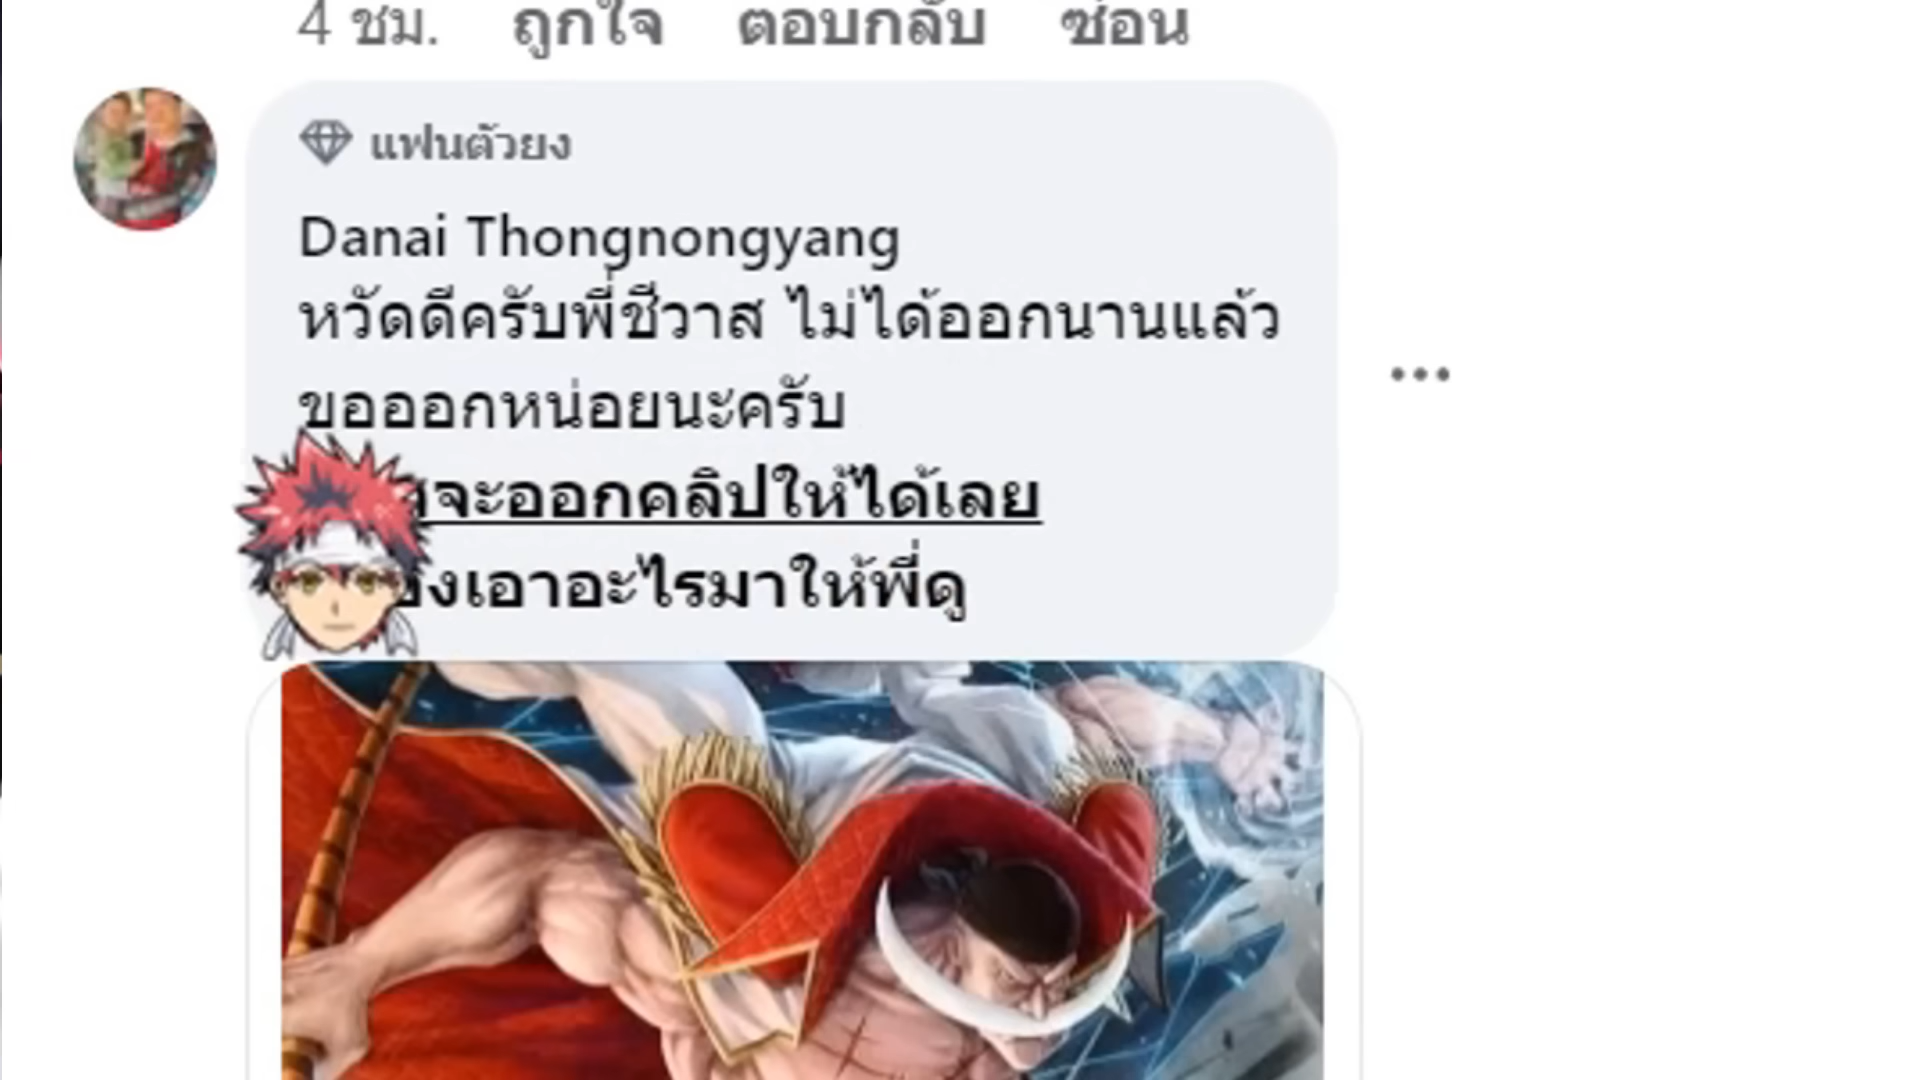 4 ชม. ถูกใจ ตอบกลับ ซ่อน
แฟนตัวยง
Danai Thongnongyang
หวัดดีครับพี่ชีวาส ไม่ได้ออกนานแล้ว
ขอออกหน่อยนะครับ
จะออกคลิปให้ได้เลย
เอาอะไรมาให้พี่ดู